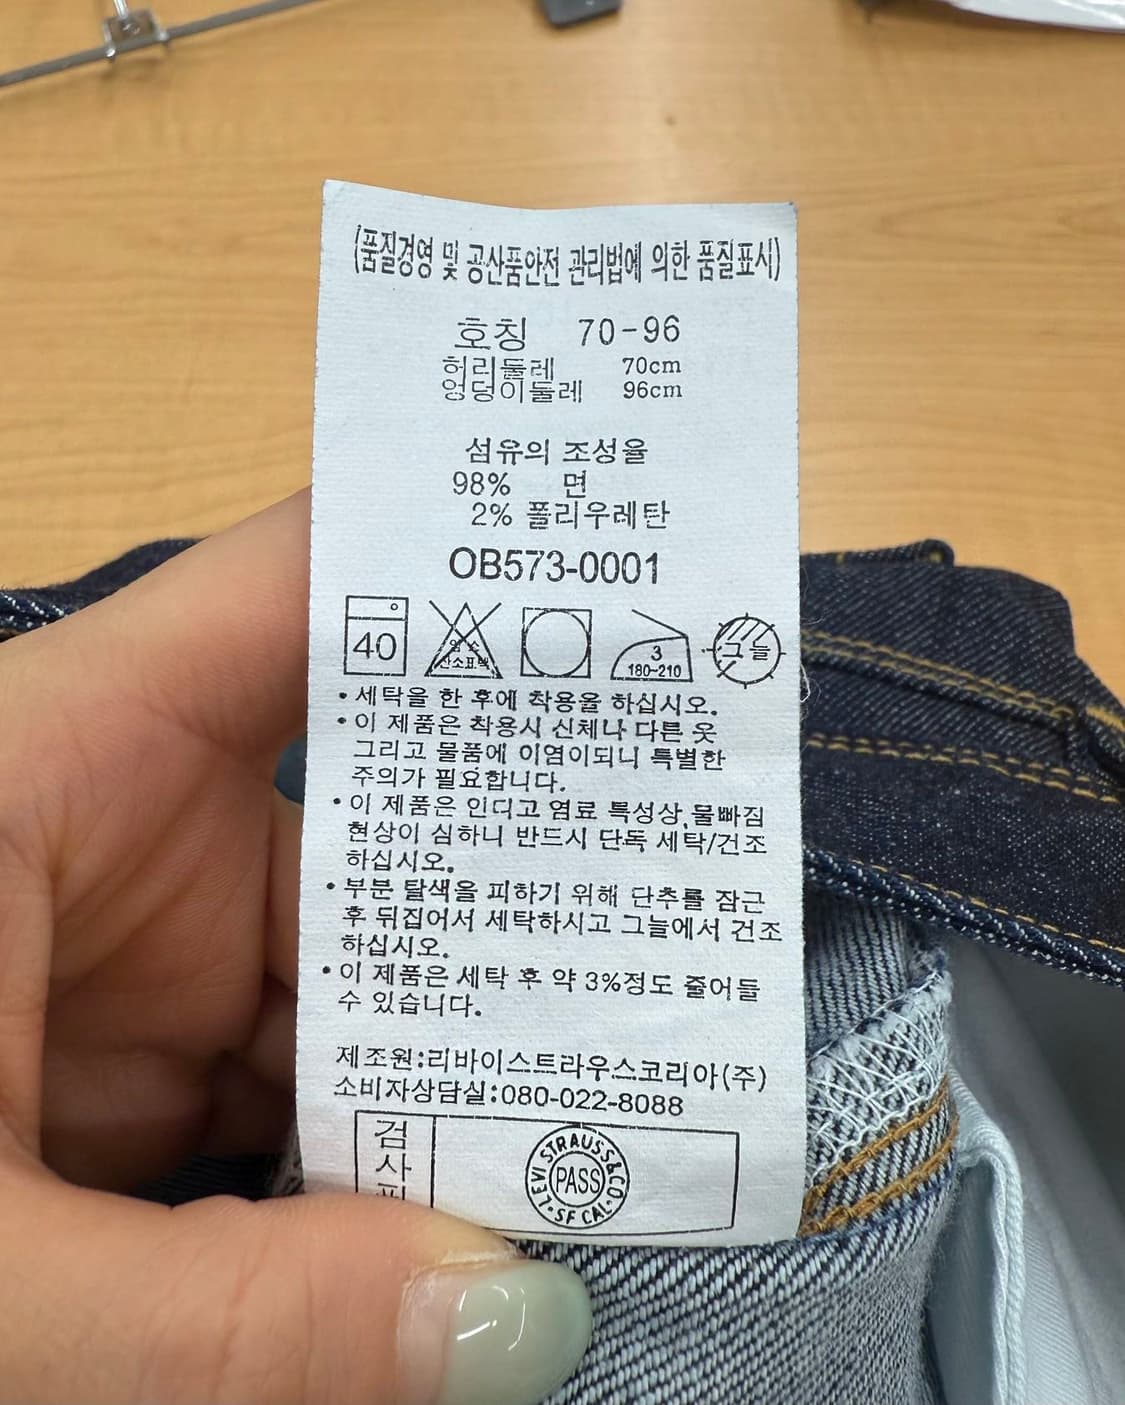 (품질경영 및 공산품안전 관리법에 의한 품질표시)
호칭 70-96
허리둘레 70cm
엉덩이둘레 96cm
섬유의 조성율
98% 면
2% 폴리우레탄
OB573-0001
40
염소
산소표백
3
180~210
그늘
• 세탁을 한 후에 착용을 하십시오.
• 이 제품은 착용시 신체나 다른 옷
그리고 물품에 이염이되니 특별한
주의가 필요합니다.
• 이 제품은 인디고 염료 특성상,물빠짐
현상이 심하니 반드시 단독 세탁/건조
하십시오.
• 부분 탈색을 피하기 위해 단추를 잠근
후 뒤집어서 세탁하시고 그늘에서 건조
하십시오.
• 이 제품은 세탁 후 약 3%정도 줄어들
수 있습니다.
제조원:리바이스트라우스코리아(주)
소비자상담실:080-022-8088
검
사
LEVI STRAUSS&CO.
PASS
SF CAL